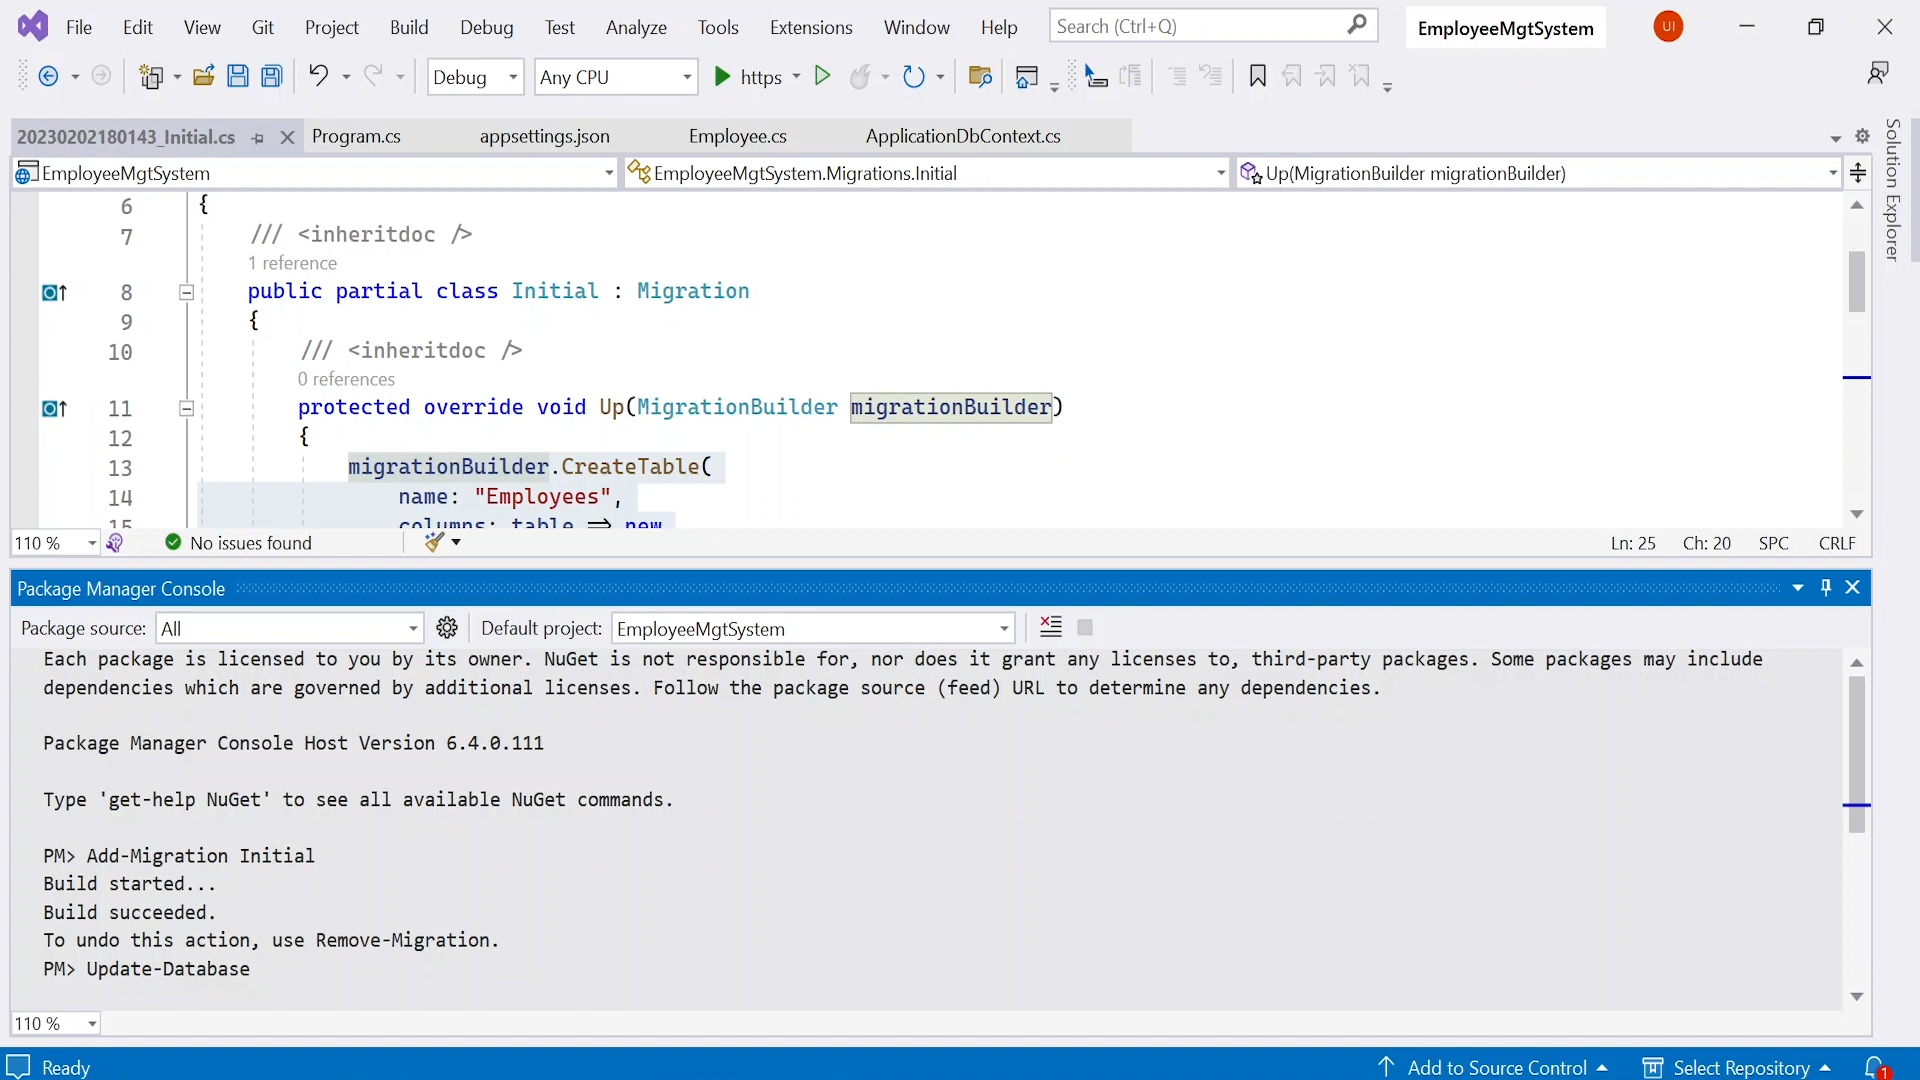 File Edit View Git Project Build Debug Test Analyze Tools Extensions Window Help Search (Ctrl+Q) EmployeeMgtSystem UI
Debug Any CPU https
20230202180143_Initial.cs Program.cs appsettings.json Employee.cs ApplicationDbContext.cs
EmployeeMgtSystem EmployeeMgtSystem.Migrations.Initial Up(MigrationBuilder migrationBuilder)
Solution Explorer
6 {
7 /// <inheritdoc />
1 reference
8 public partial class Initial : Migration
9 {
10 /// <inheritdoc />
0 references
11 protected override void Up(MigrationBuilder migrationBuilder)
12 {
13 migrationBuilder.CreateTable(
14 name: "Employees",
15 columns: table => new
110 % No issues found Ln: 25 Ch: 20 SPC CRLF
Package Manager Console
Package source: All Default project: EmployeeMgtSystem
Each package is licensed to you by its owner. NuGet is not responsible for, nor does it grant any licenses to, third-party packages. Some packages may include
dependencies which are governed by additional licenses. Follow the package source (feed) URL to determine any dependencies.
Package Manager Console Host Version 6.4.0.111
Type 'get-help NuGet' to see all available NuGet commands.
PM> Add-Migration Initial
Build started...
Build succeeded.
To undo this action, use Remove-Migration.
PM> Update-Database
110 %
Ready Add to Source Control Select Repository 1